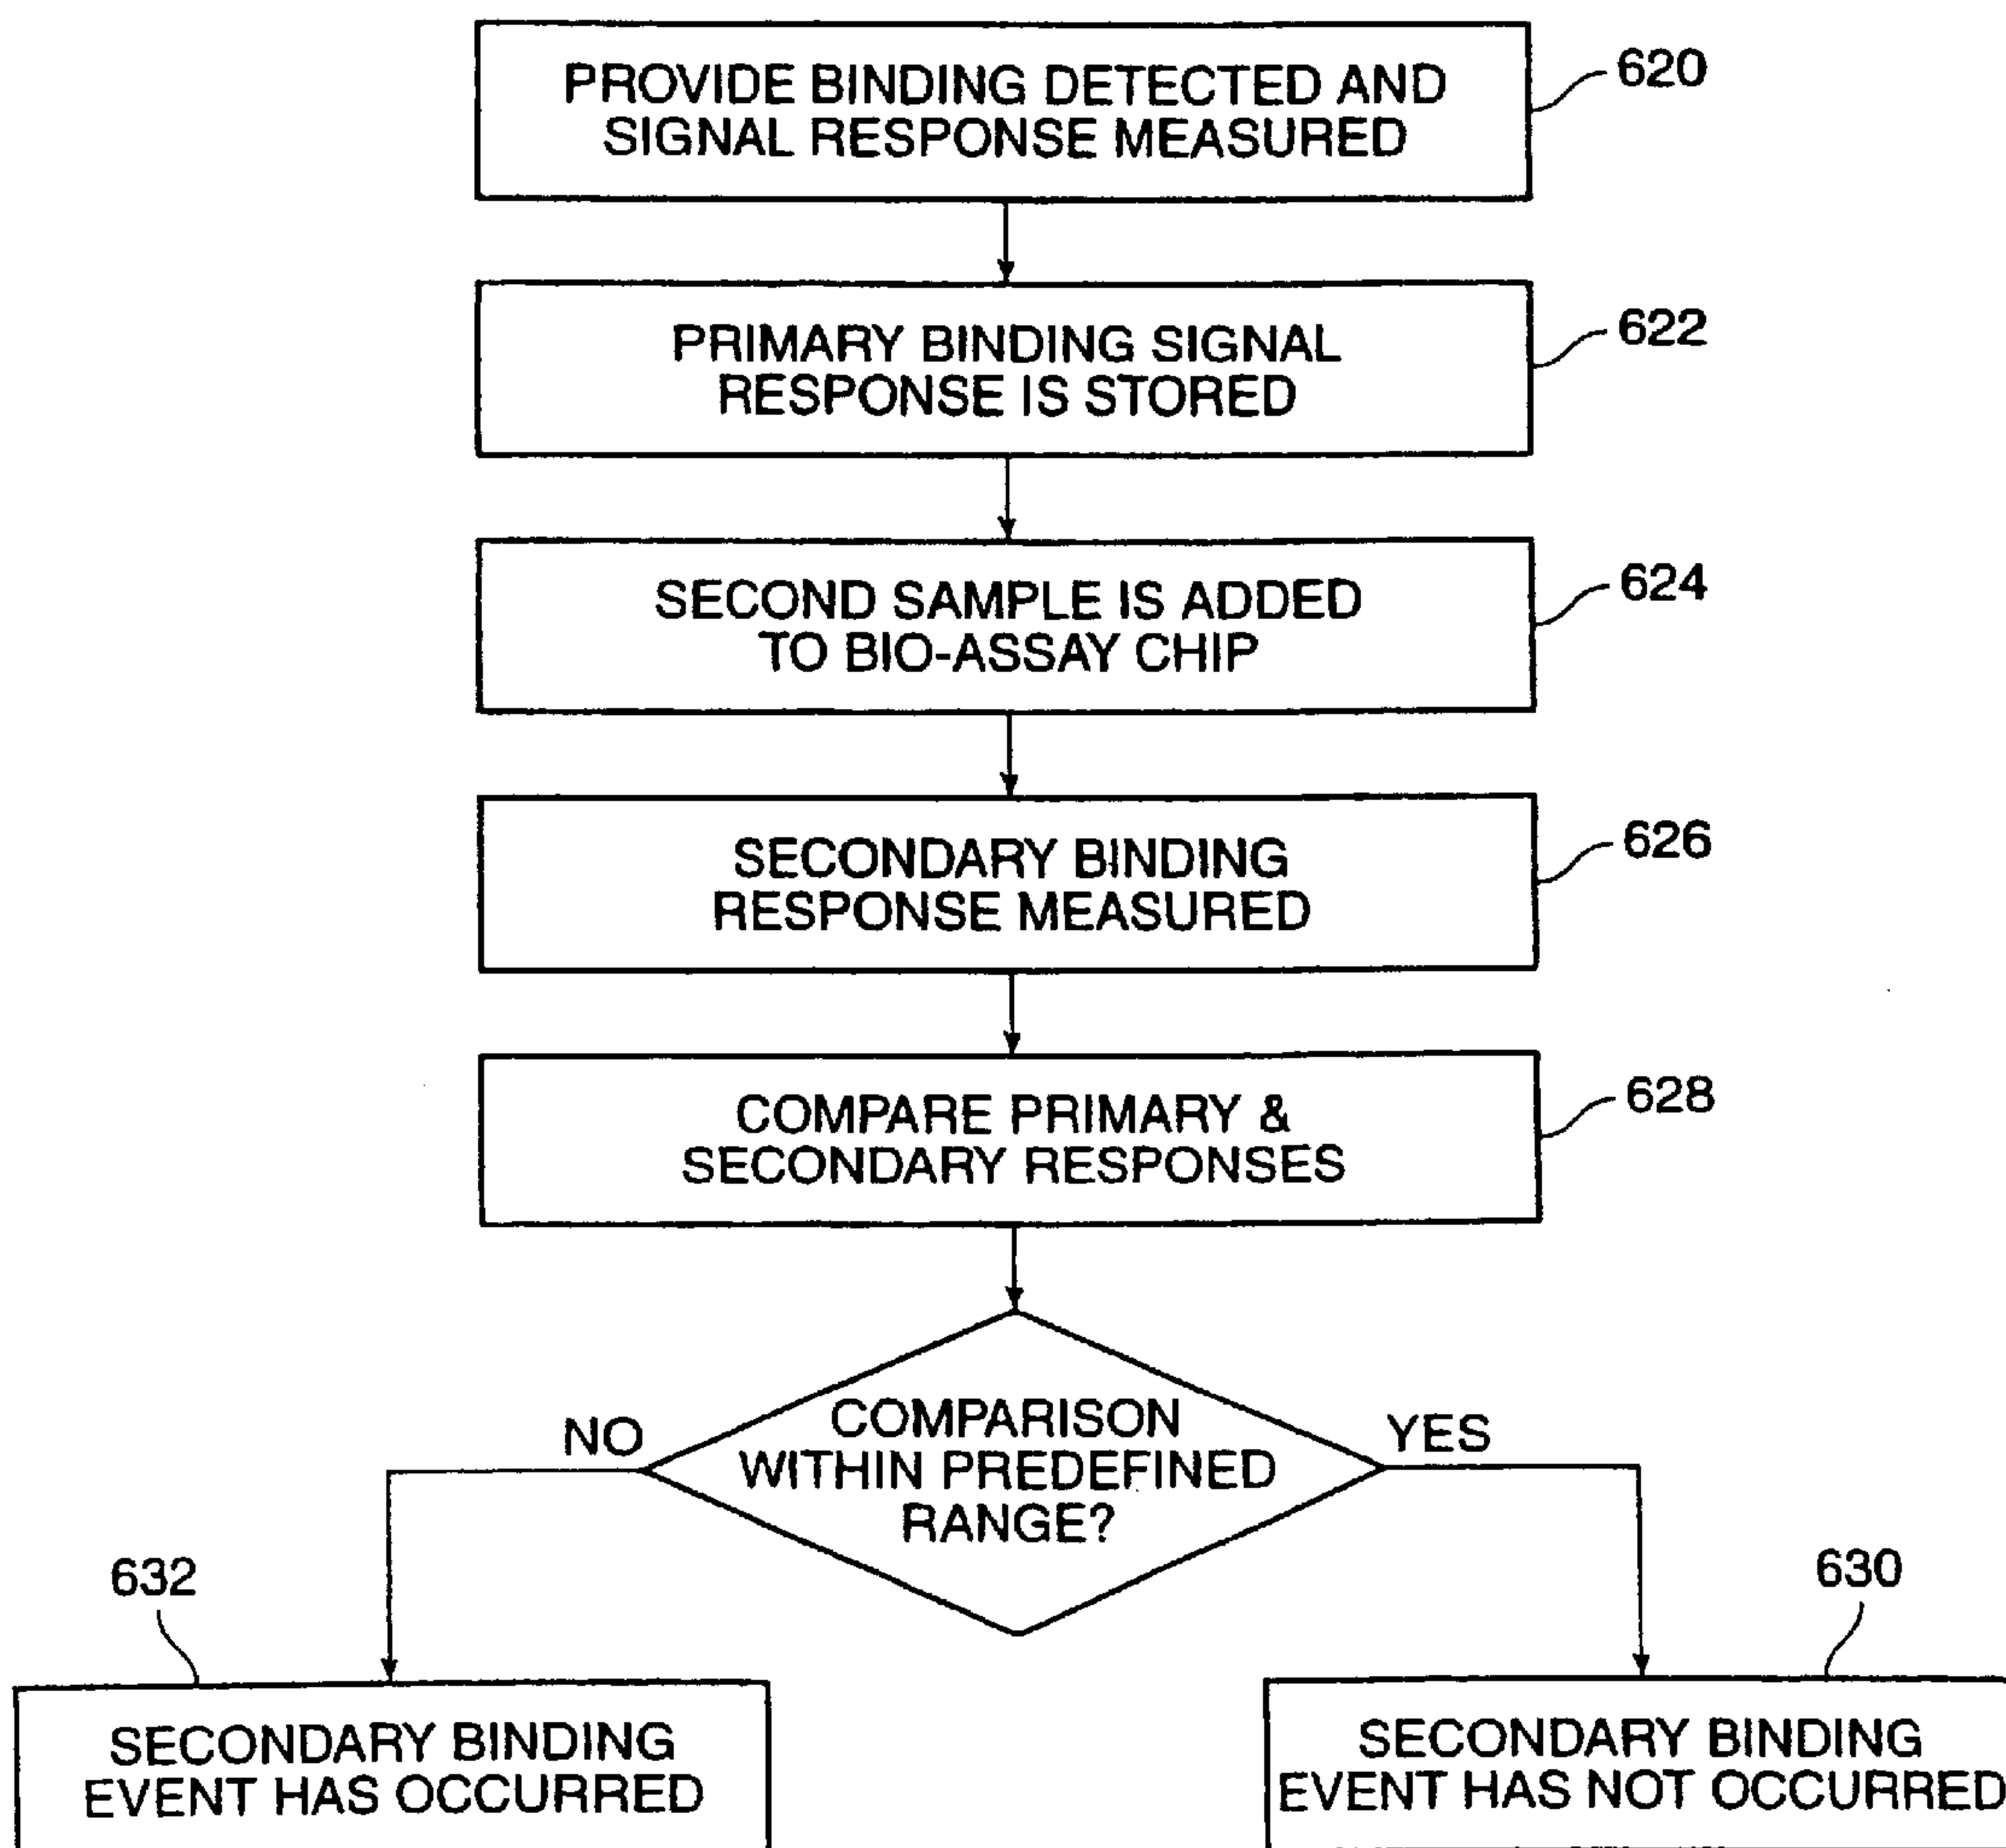 PROVIDE BINDING DETECTED AND
SIGNAL RESPONSE MEASURED
620
PRIMARY BINDING SIGNAL
RESPONSE IS STORED
622
SECOND SAMPLE IS ADDED
TO BIO-ASSAY CHIP
624
SECONDARY BINDING
RESPONSE MEASURED
626
COMPARE PRIMARY &
SECONDARY RESPONSES
628
NO
COMPARISON
WITHIN PREDEFINED
RANGE?
YES
632
SECONDARY BINDING
EVENT HAS OCCURRED
630
SECONDARY BINDING
EVENT HAS NOT OCCURRED